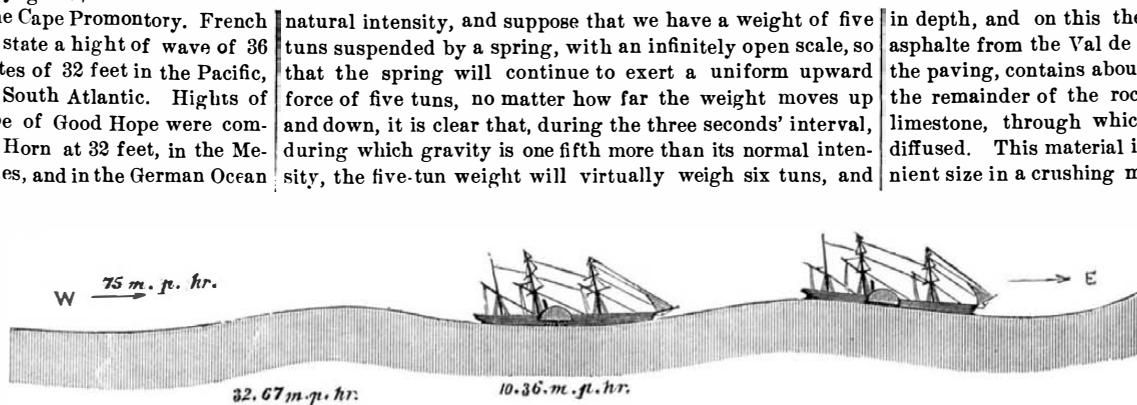 e Cape Promontory. French
state a hight of wave of 36
tes of 32 feet in the Pacific,
South Atlantic. Hights of
e of Good Hope were com-
Horn at 32 feet, in the Me-
es, and in the German Ocean
natural intensity, and suppose that we have a weight of five
tuns suspended by a spring, with an infinitely open scale, so
that the spring will continue to exert a uniform upward
force of five tuns, no matter how far the weight moves up
and down, it is clear that, during the three seconds' interval,
during which gravity is one fifth more than its normal inten-
sity, the five-tun weight will virtually weigh six tuns, and
in depth, and on this the
asphalte from the Val de
the paving, contains abou
the remainder of the roc
limestone, through whic
diffused. This material i
nient size in a crushing m
W 75 m. p. hr.
E
32.67 m. p. hr.
10.36. m. p. hr.